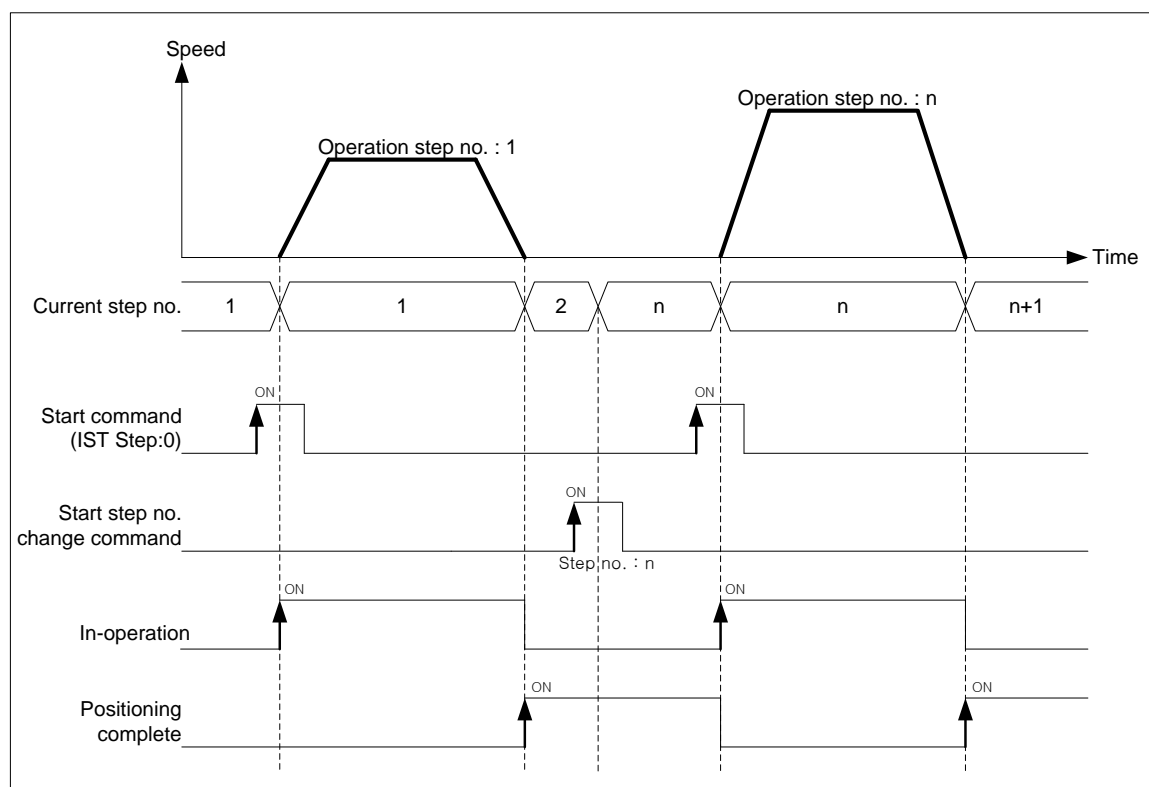 Speed
Operation step no. : n
Operation step no. : 1
Time
Current step no.
1
1
2
n
n
n+1
ON
ON
Start command
(IST Step:0)
ON
Start step no.
change command
Step no. : n
ON
ON
In-operation
ON
ON
Positioning
complete